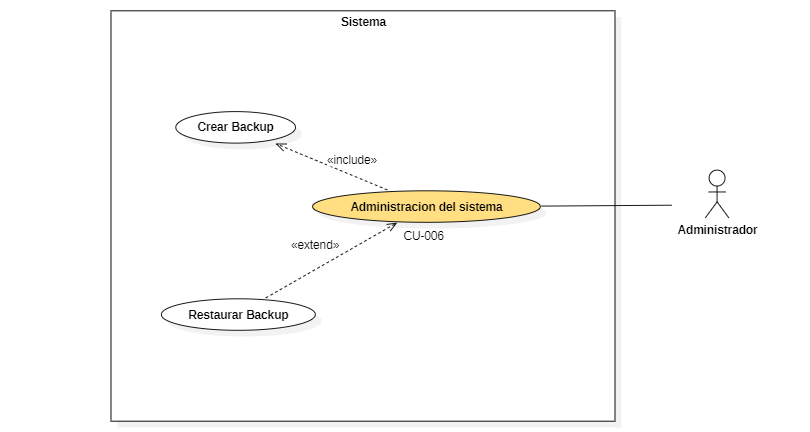 Sistema
Crear Backup
«include»
Administracion del sistema
CU-006
«extend»
Restaurar Backup
Administrador